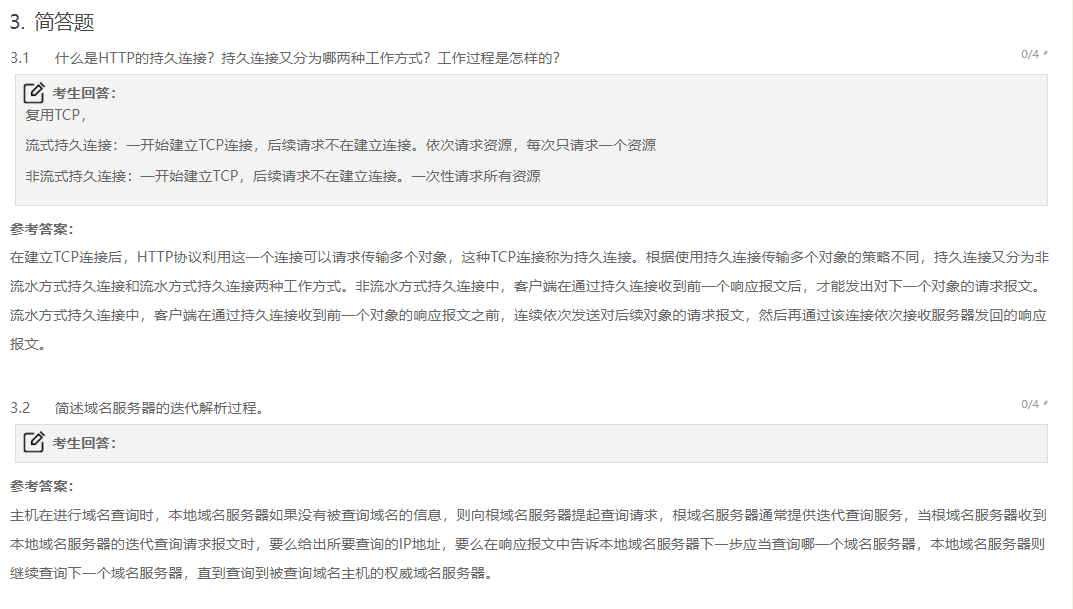 3. 简答题
3.1 什么是HTTP的持久连接？持久连接又分为哪两种工作方式？工作过程是怎样的？ 0/4
考生回答：
复用TCP，
流式持久连接：一开始建立TCP连接，后续请求不在建立连接。依次请求资源，每次只请求一个资源
非流式持久连接：一开始建立TCP，后续请求不在建立连接。一次性请求所有资源
参考答案：
在建立TCP连接后，HTTP协议利用这一个连接可以请求传输多个对象，这种TCP连接称为持久连接。根据使用持久连接传输多个对象的策略不同，持久连接又分为非
流水方式持久连接和流水方式持久连接两种工作方式。非流水方式持久连接中，客户端在通过持久连接收到前一个响应报文后，才能发出对下一个对象的请求报文。
流水方式持久连接中，客户端在通过持久连接收到前一个对象的响应报文之前，连续依次发送对后续对象的请求报文，然后再通过该连接依次接收服务器发回的响应
报文。
3.2 简述域名服务器的迭代解析过程。 0/4
考生回答：
参考答案：
主机在进行域名查询时，本地域名服务器如果没有被查询域名的信息，则向根域名服务器提起查询请求，根域名服务器通常提供迭代查询服务，当根域名服务器收到
本地域名服务器的迭代查询请求报文时，要么给出所要查询的IP地址，要么在响应报文中告诉本地域名服务器下一步应当查询哪一个域名服务器，本地域名服务器则
继续查询下一个域名服务器，直到查询到被查询域名主机的权威域名服务器。